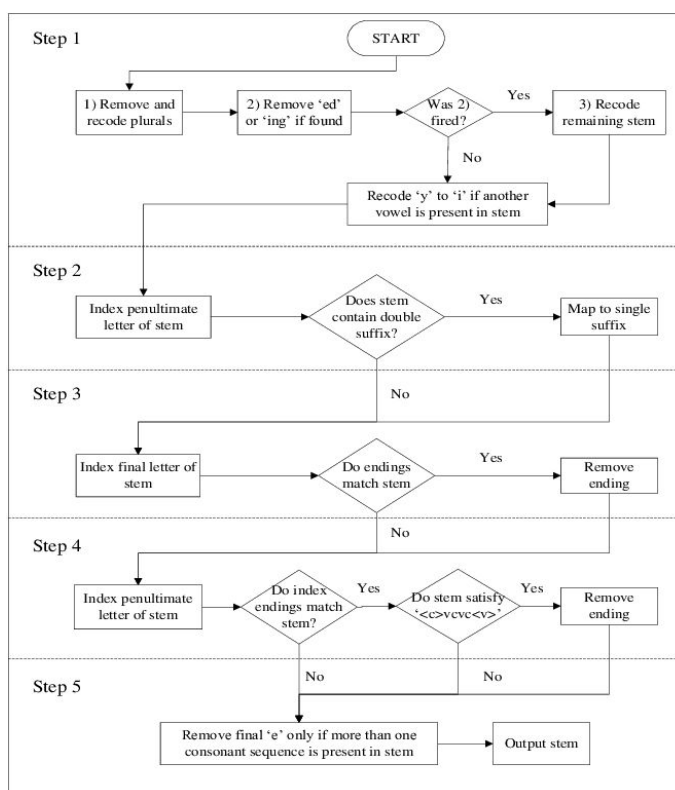 Step 1
START
1) Remove and
recode plurals
2) Remove ‘ed’
or ‘ing’ if found
Was 2)
fired?
Yes
3) Recode
remaining stem
No
Recode ‘y’ to ‘i’ if another
vowel is present in stem
Step 2
Index penultimate
letter of stem
Does stem
contain double
suffix?
Yes
Map to single
suffix
No
Step 3
Index final letter of
stem
Do endings
match stem
Yes
Remove
ending
No
Step 4
Index penultimate
letter of stem
Do index
endings match
stem?
Yes
Do stem satisfy
‘<c>vcvc<v>’
Yes
Remove
ending
No
No
Step 5
Remove final ‘e’ only if more than one
consonant sequence is present in stem
Output stem